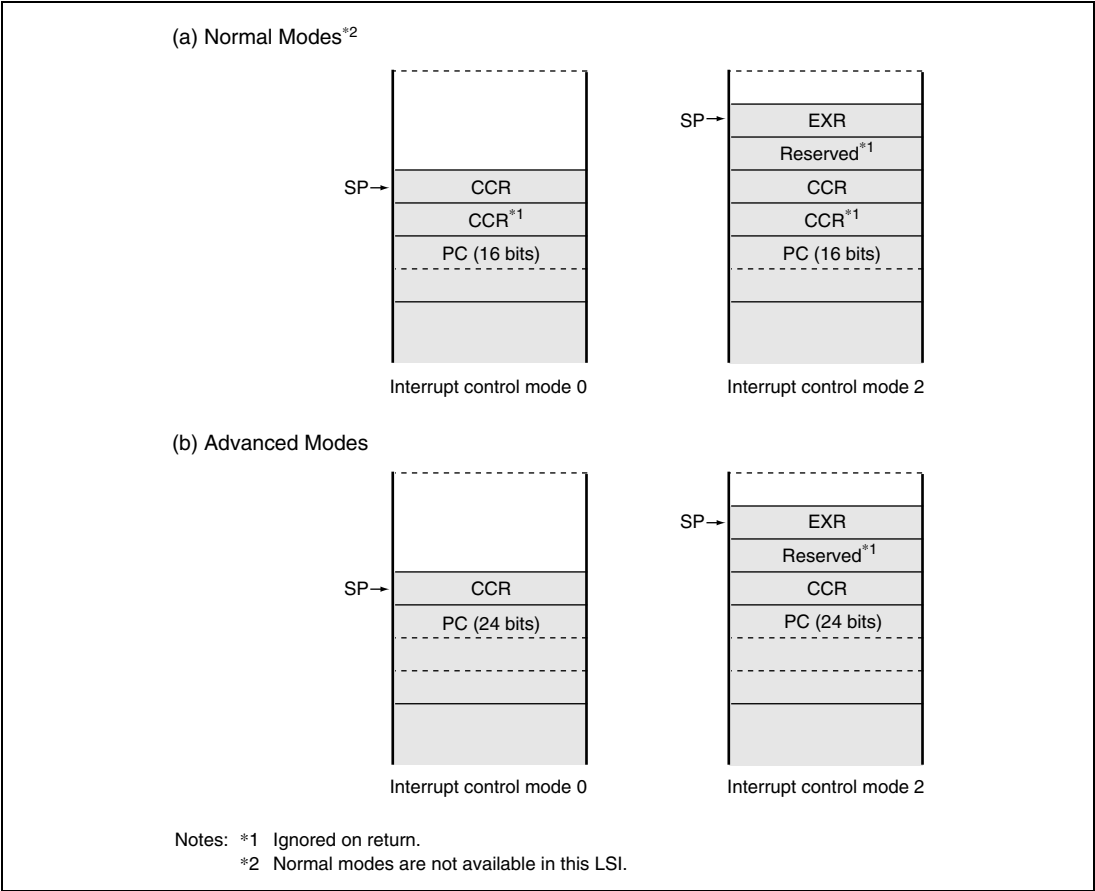 (a) Normal Modes*2
SP→ CCR
CCR*1
PC (16 bits)
Interrupt control mode 0
SP→ EXR
Reserved*1
CCR
CCR*1
PC (16 bits)
Interrupt control mode 2
(b) Advanced Modes
SP→ CCR
PC (24 bits)
Interrupt control mode 0
SP→ EXR
Reserved*1
CCR
PC (24 bits)
Interrupt control mode 2
Notes: *1 Ignored on return.
*2 Normal modes are not available in this LSI.